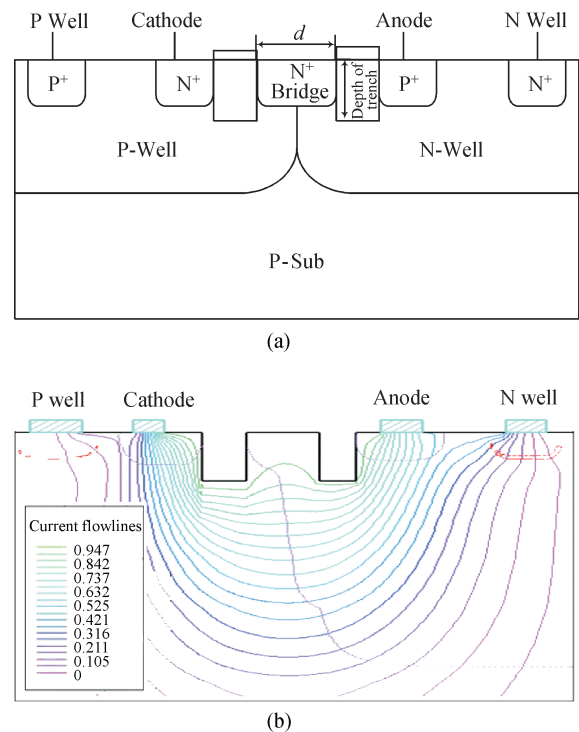 P Well Cathode d Anode N Well
P⁺ N⁺ N⁺ Bridge Depth of trench P⁺ N⁺
P-Well N-Well
P-Sub
(a)
P well Cathode Anode N well
Current flowlines
0.947
0.842
0.737
0.632
0.525
0.421
0.316
0.211
0.105
0
(b)